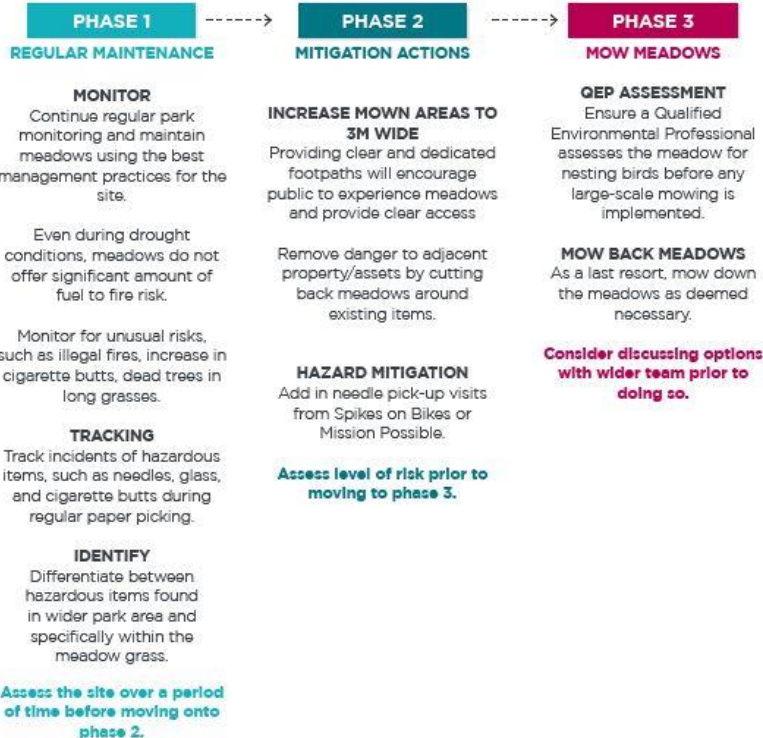 PHASE 1
REGULAR MAINTENANCE
MONITOR
Continue regular park
monitoring and maintain
meadows using the best
management practices for the
site.
Even during drought
conditions, meadows do not
offer significant amount of
fuel to fire risk.
Monitor for unusual risks,
such as illegal fires, increase in
cigarette butts, dead trees in
long grasses.
TRACKING
Track incidents of hazardous
items, such as needles, glass,
and cigarette butts during
regular paper picking.
IDENTIFY
Differentiate between
hazardous items found
in wider park area and
specifically within the
meadow grass.
Assess the site over a period
of time before moving onto
phase 2.
PHASE 2
MITIGATION ACTIONS
INCREASE MOWN AREAS TO
3M WIDE
Providing clear and dedicated
footpaths will encourage
public to experience meadows
and provide clear access
Remove danger to adjacent
property/assets by cutting
back meadows around
existing items.
HAZARD MITIGATION
Add in needle pick-up visits
from Spikes on Bikes or
Mission Possible.
Assess level of risk prior to
moving to phase 3.
PHASE 3
MOW MEADOWS
QEP ASSESSMENT
Ensure a Qualified
Environmental Professional
assesses the meadow for
nesting birds before any
large-scale mowing is
implemented.
MOW BACK MEADOWS
As a last resort, mow down
the meadows as deemed
necessary.
Consider discussing options
with wider team prior to
doing so.